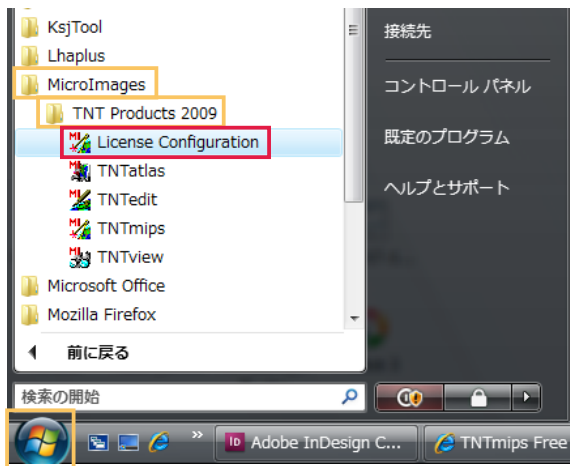 KsjTool
Lhaplus
MicroImages
TNT Products 2009
License Configuration
TNTatlas
TNTedit
TNTmips
TNTview
Microsoft Office
Mozilla Firefox
前に戻る
検索の開始
接続先
コントロール パネル
既定のプログラム
ヘルプとサポート
Adobe InDesign C...
TNTmips Free